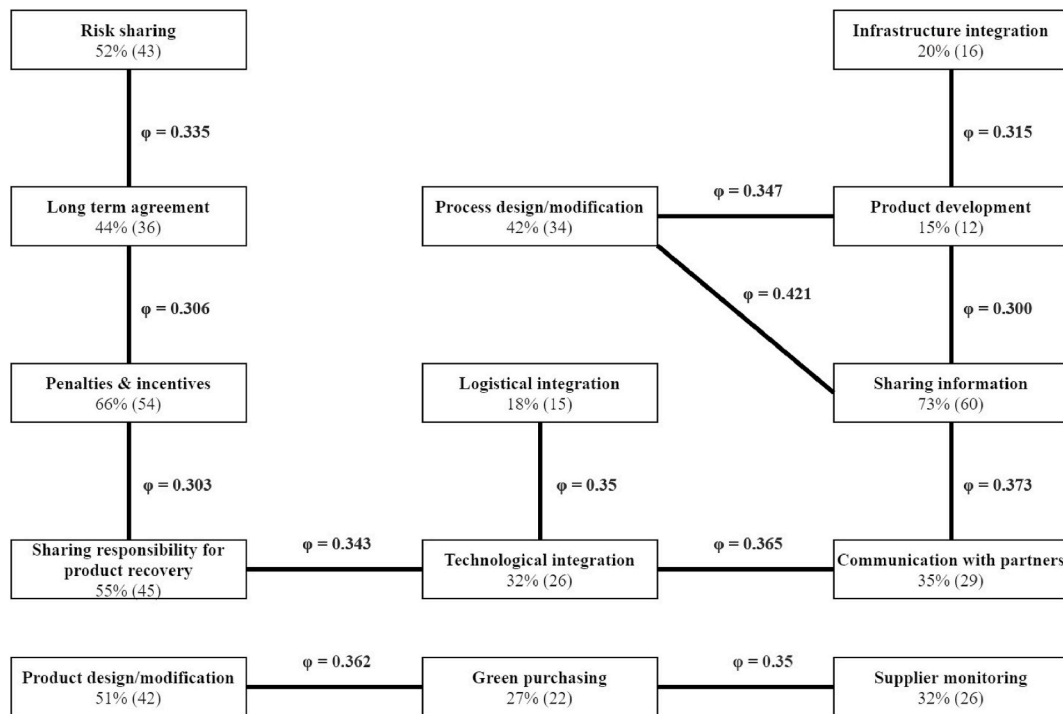 Risk sharing
52% (43)
Infrastructure integration
20% (16)
φ = 0.335
φ = 0.315
Long term agreement
44% (36)
Process design/modification
42% (34)
φ = 0.347
Product development
15% (12)
φ = 0.306
φ = 0.421
φ = 0.300
Penalties & incentives
66% (54)
Logistical integration
18% (15)
Sharing information
73% (60)
φ = 0.303
φ = 0.35
φ = 0.373
Sharing responsibility for
product recovery
55% (45)
φ = 0.343
Technological integration
32% (26)
φ = 0.365
Communication with partners
35% (29)
Product design/modification
51% (42)
φ = 0.362
Green purchasing
27% (22)
φ = 0.35
Supplier monitoring
32% (26)